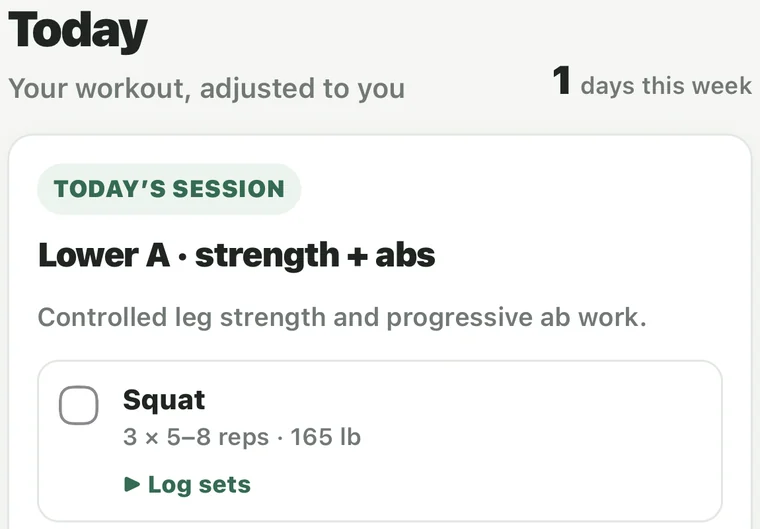 Today
Your workout, adjusted to you
1 days this week
TODAY’S SESSION
Lower A · strength + abs
Controlled leg strength and progressive ab work.
Squat
3 × 5–8 reps · 165 lb
▶ Log sets